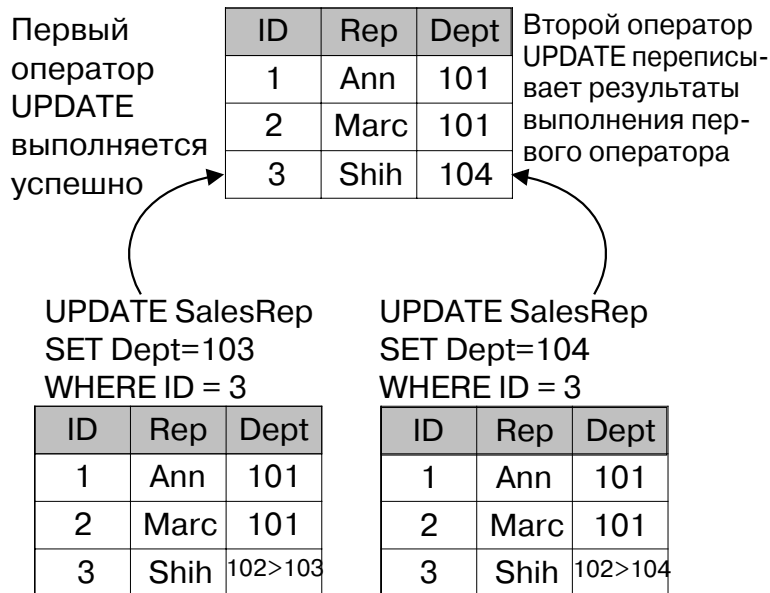 Первый
оператор
UPDATE
выполняется
успешно
ID Rep Dept
1 Ann 101
2 Marc 101
3 Shih 104
Второй оператор
UPDATE переписы-
вает результаты
выполнения пер-
вого оператора
UPDATE SalesRep
SET Dept=103
WHERE ID = 3
ID Rep Dept
1 Ann 101
2 Marc 101
3 Shih 102>103
UPDATE SalesRep
SET Dept=104
WHERE ID = 3
ID Rep Dept
1 Ann 101
2 Marc 101
3 Shih 102>104